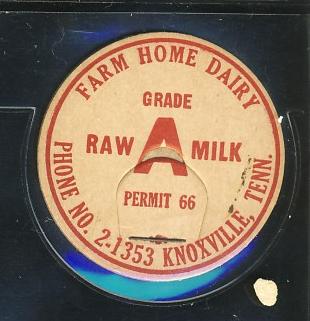 FARM HOME DAIRY
GRADE
RAW A MILK
PERMIT 66
PHONE NO. 2-1353 KNOXVILLE, TENN.